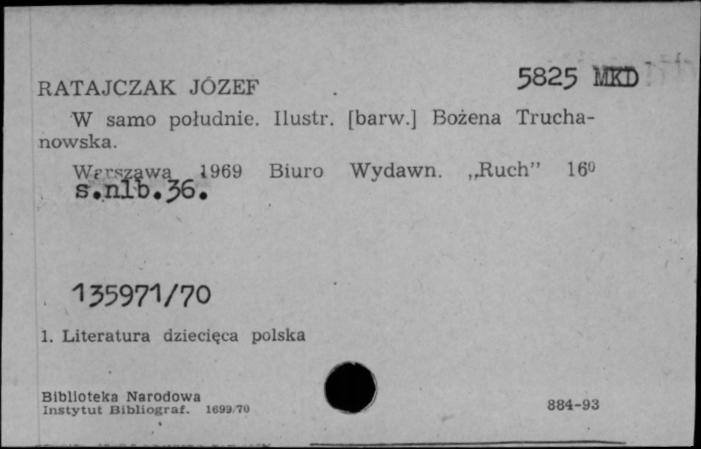 5825 MKD
RATAJCZAK JÓZEF
W samo południe. Ilustr. [barw.] Bożena Trucha-
nowska.
Warszawa 1969 Biuro Wydawn. „Ruch” 16⁰
s.nlb.36.
135971/70
1. Literatura dziecięca polska
Biblioteka Narodowa
Instytut Bibliograf. 1699/70
884-93